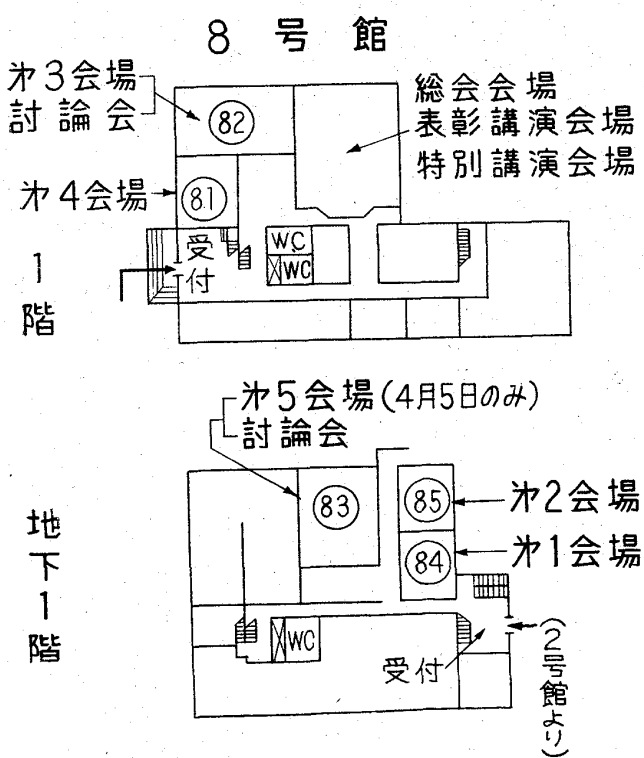 8号館
才3会場
討論会
82
総会会場
表彰講演会場
特別講演会場
才4会場
81
受付
WC
WC
1階
才5会場(4月5日のみ)
討論会
83
85
才2会場
84
才1会場
地下1階
WC
受付
(2号館より)